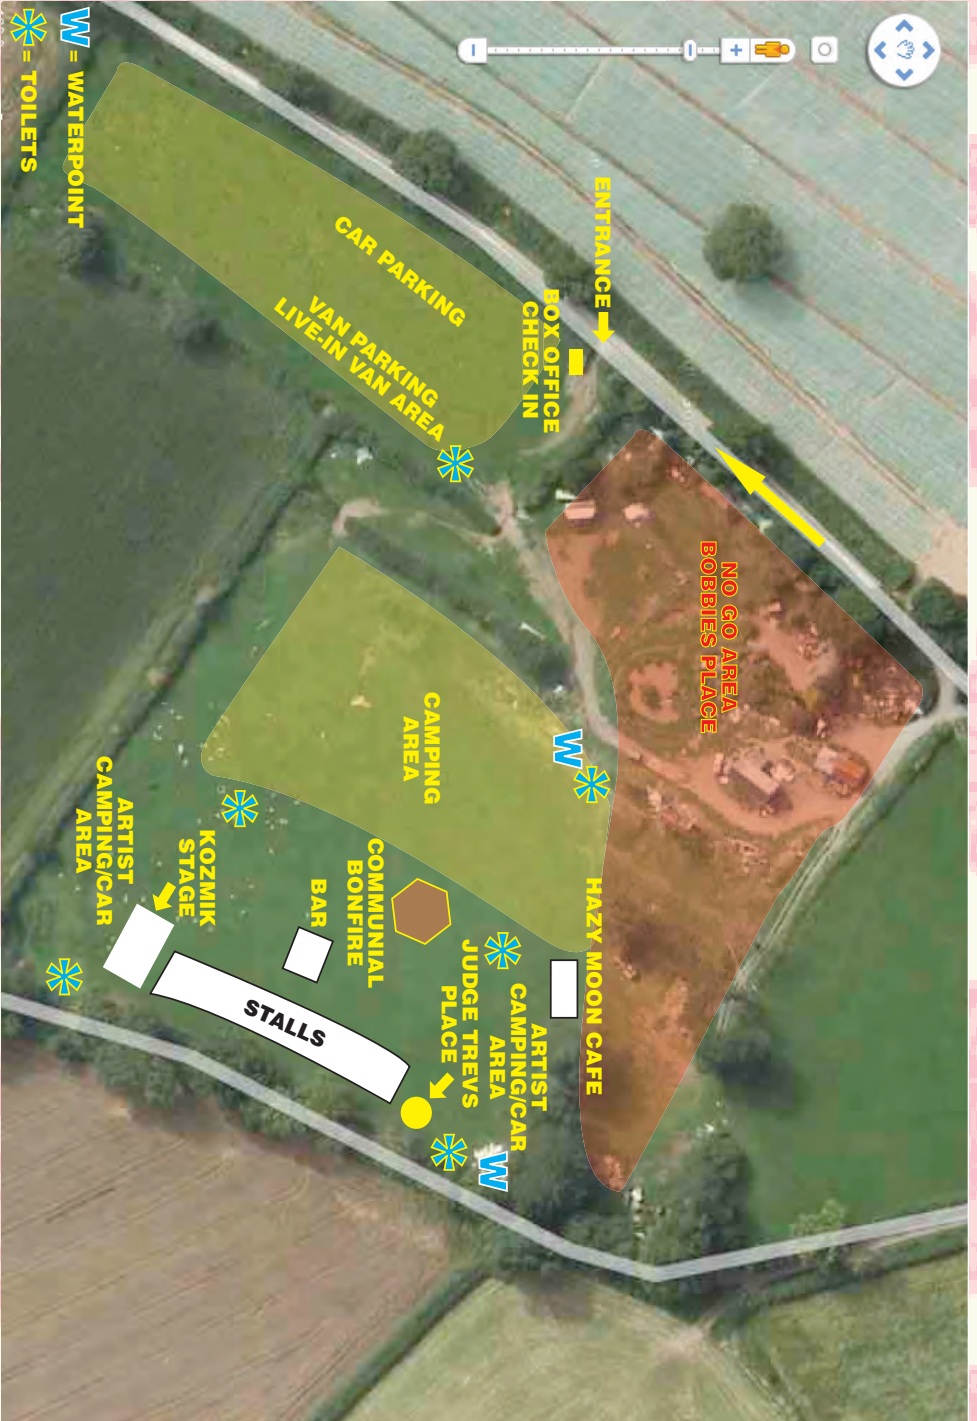 ENTRANCE
BOX OFFICE
CHECK IN
NO GO AREA
BOBBIES PLACE
CAR PARKING
VAN PARKING
LIVE-IN VAN AREA
W
CAMPING
AREA
HAZY MOON CAFE
ARTIST
CAMPING/CAR
AREA
W
JUDGE TREVS
PLACE
COMMUNIAL
BONFIRE
BAR
STALLS
KOZMIK
STAGE
ARTIST
CAMPING/CAR
AREA
W = WATERPOINT
= TOILETS